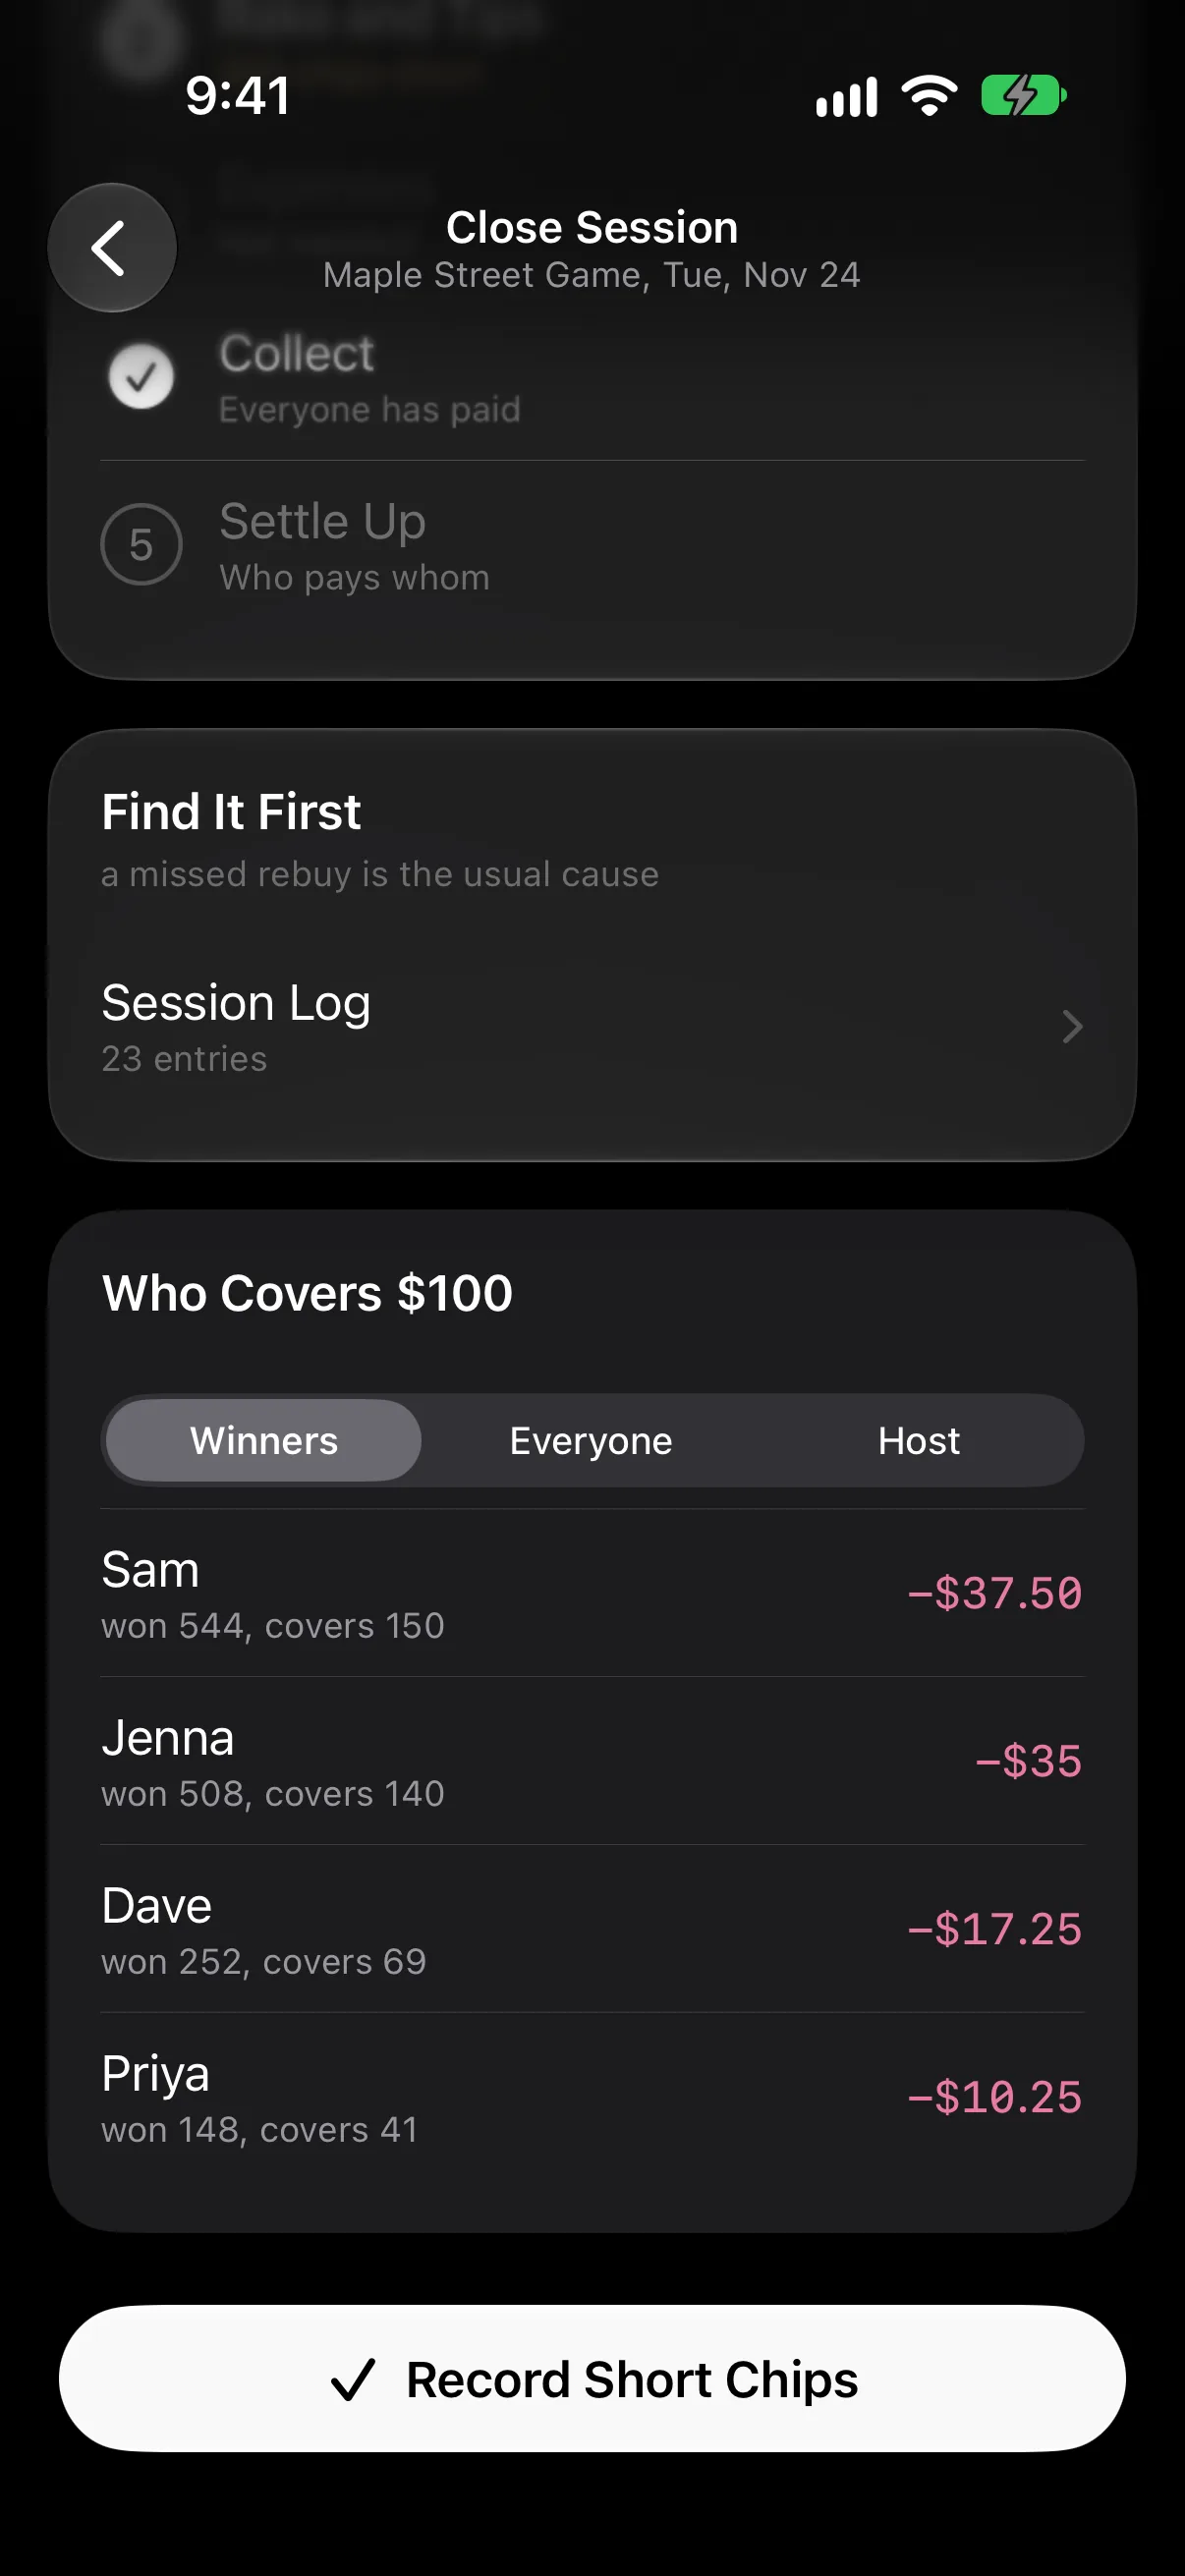 Rake and Tips
9:41
Close Session
Maple Street Game, Tue, Nov 24
Collect
Everyone has paid
5
Settle Up
Who pays whom
Find It First
a missed rebuy is the usual cause
Session Log
23 entries
Who Covers $100
Winners
Everyone
Host
Sam
won 544, covers 150
−$37.50
Jenna
won 508, covers 140
−$35
Dave
won 252, covers 69
−$17.25
Priya
won 148, covers 41
−$10.25
Record Short Chips